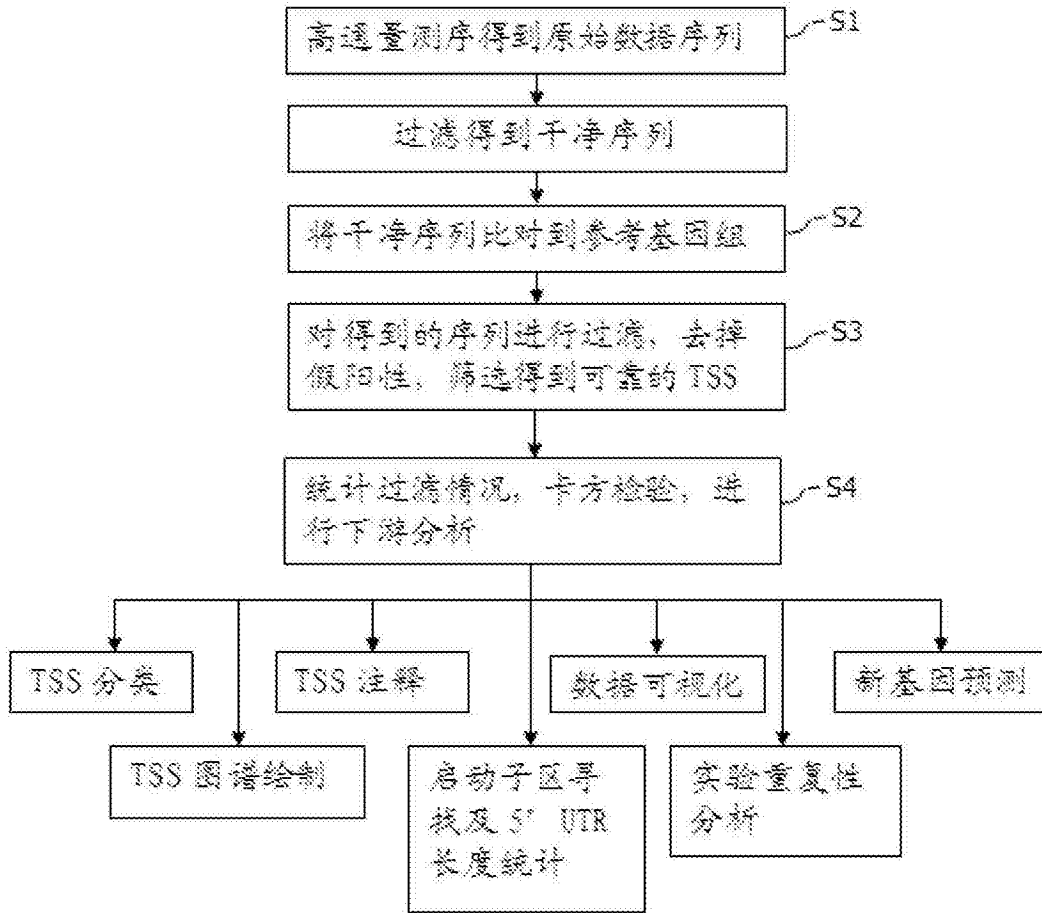 高通量测序得到原始数据序列
S1
过滤得到干净序列
将干净序列比对到参考基因组
S2
对得到的序列进行过滤，去掉
假阳性，筛选得到可靠的 TSS
S3
统计过滤情况，卡方检验，进
行下游分析
S4
TSS 分类
TSS 注释
数据可视化
新基因预测
TSS 图谱绘制
启动子区寻
找及 5' UTR
长度统计
实验重复性
分析